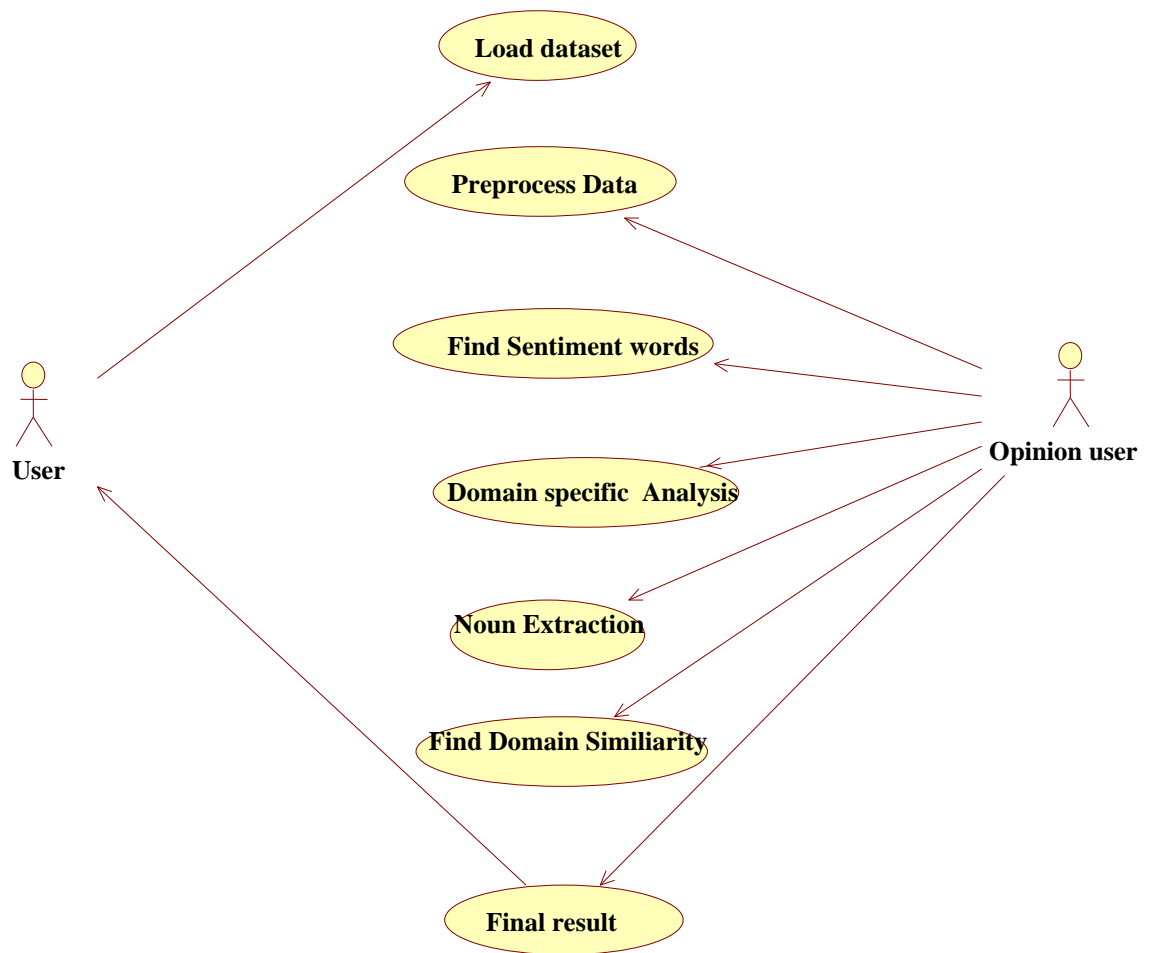 Load dataset
Preprocess Data
Find Sentiment words
User
Opinion user
Domain specific  Analysis
Noun Extraction
Find Domain Similiarity
Final result